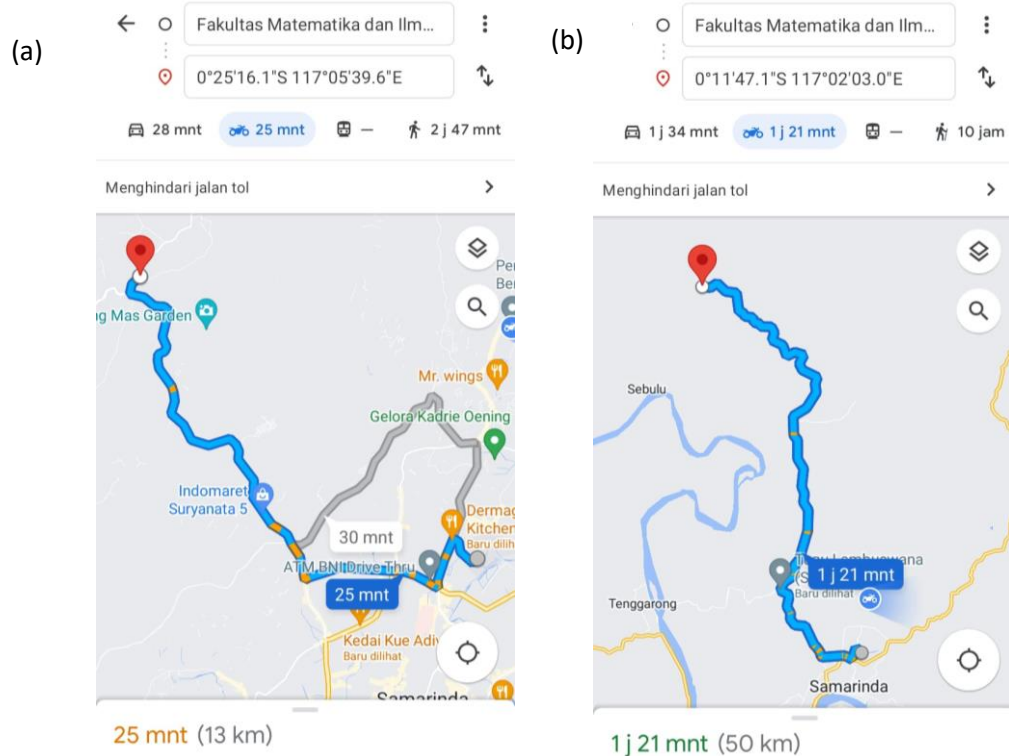 (a)
Fakultas Matematika dan Ilm...
0°25'16.1"S 117°05'39.6"E
28 mnt
25 mnt
—
2 j 47 mnt
Menghindari jalan tol
Per
Ber
ng Mas Garden
Mr. wings
Gelora Kadrie Oening
Indomaret
Suryanata 5
Dermag
Kitchen
Baru dilih
30 mnt
ATM BNI Drive Thru
25 mnt
Kedai Kue Adiv
Baru dilihat
Samarinda
25 mnt (13 km)
(b)
Fakultas Matematika dan Ilm...
0°11'47.1"S 117°02'03.0"E
1 j 34 mnt
1 j 21 mnt
—
10 jam
Menghindari jalan tol
Sebulu
1 j 21 mnt
Baru dilihat
Tenggarong
Samarinda
1 j 21 mnt (50 km)